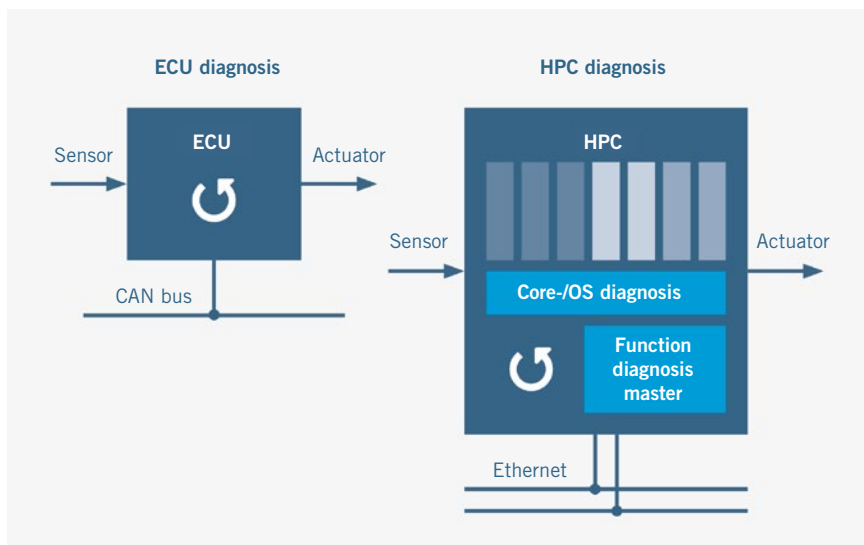 ECU diagnosis
ECU
Sensor
Actuator
CAN bus
HPC diagnosis
HPC
Sensor
Actuator
Core-/OS diagnosis
Function
diagnosis
master
Ethernet